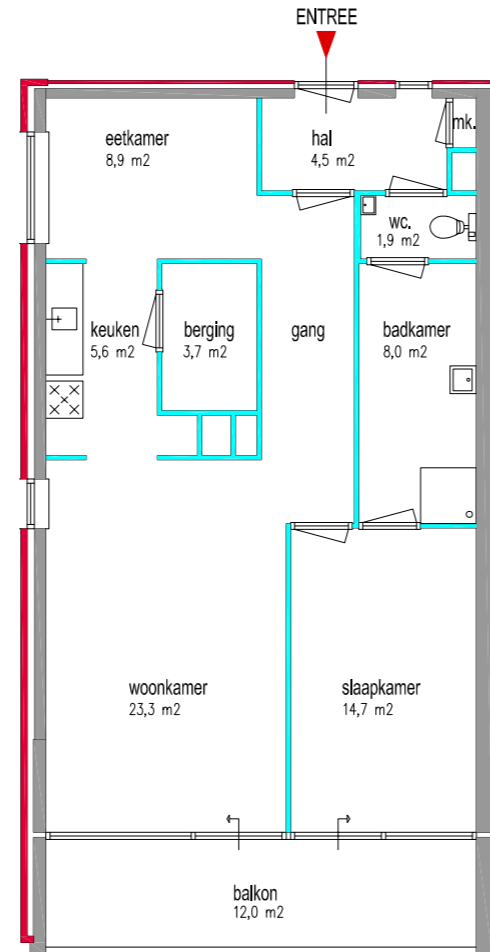 ENTREE
eetkamer
8,9 m2
hal
4,5 m2
mk.
wc.
1,9 m2
keuken
5,6 m2
berging
3,7 m2
gang
badkamer
8,0 m2
woonkamer
23,3 m2
slaapkamer
14,7 m2
balkon
12,0 m2